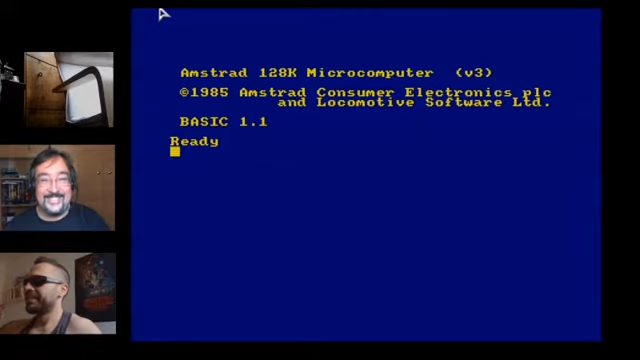 Amstrad 128K Microcomputer (v3)
©1985 Amstrad Consumer Electronics plc
and Locomotive Software Ltd.
BASIC 1.1
Ready